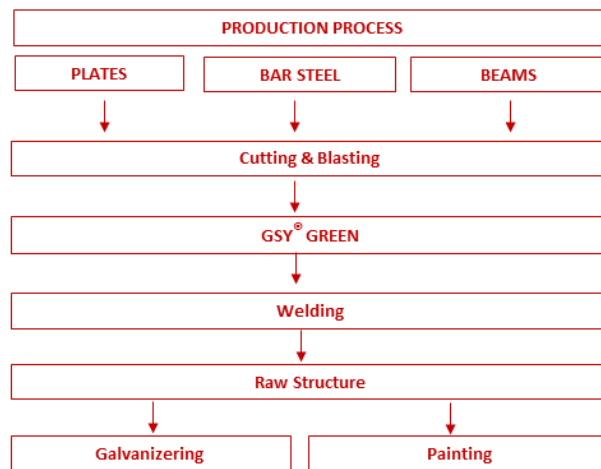 PRODUCTION PROCESS
PLATES
BAR STEEL
BEAMS
Cutting & Blasting
GSY® GREEN
Welding
Raw Structure
Galvanizering
Painting